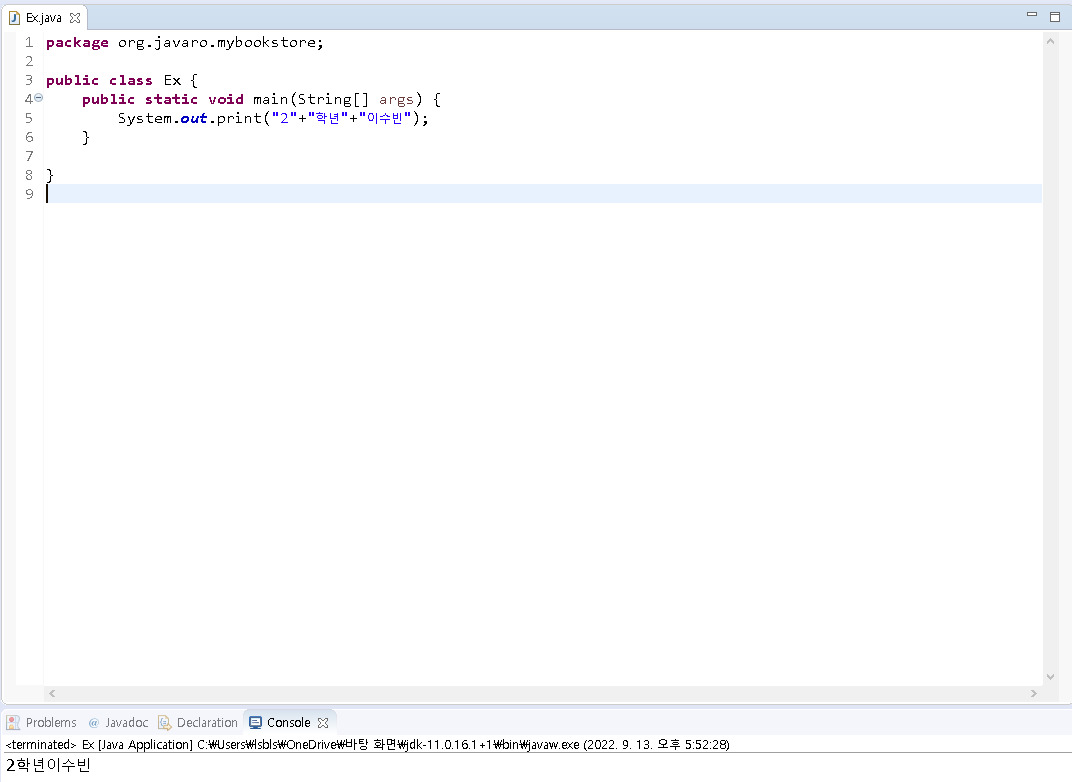 Ex.java
1 package org.javaro.mybookstore;
2
3 public class Ex {
4 public static void main(String[] args) {
5 System.out.print("2"+"학년"+"이수빈");
6 }
7
8 }
9
Problems @ Javadoc Declaration Console
<terminated> Ex [Java Application] C:₩Users₩lsbls₩OneDrive₩바탕 화면₩jdk-11.0.16.1+1₩bin₩javaw.exe (2022. 9. 13. 오후 5:52:28)
2학년이수빈